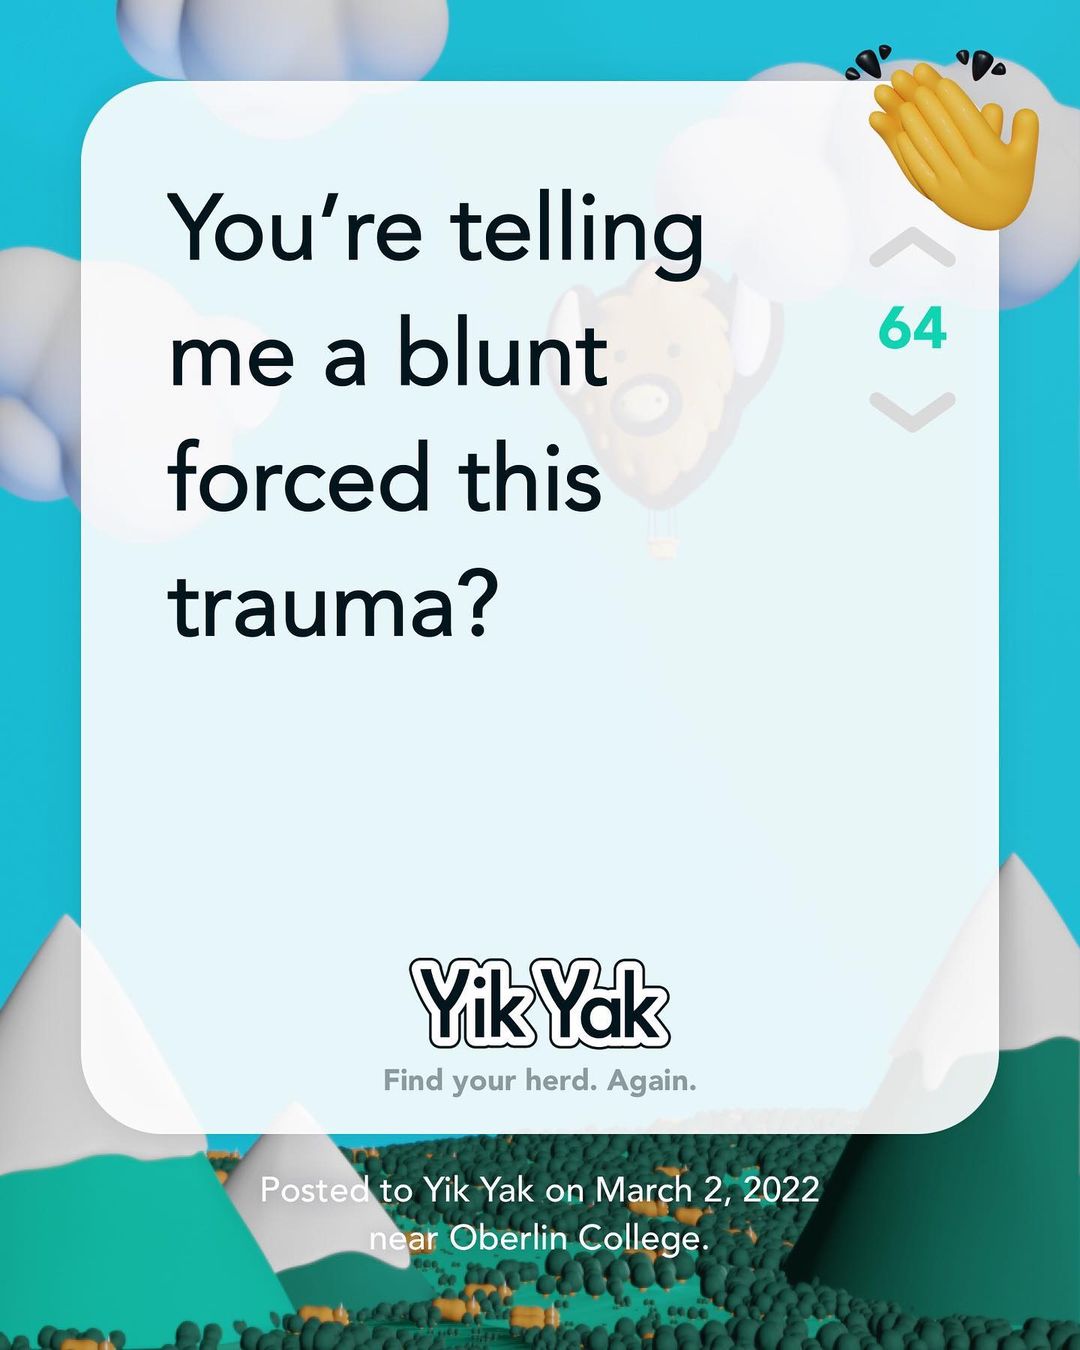 You’re telling
me a blunt
forced this
trauma?
64
Yik Yak
Find your herd. Again.
Posted to Yik Yak on March 2, 2022
near Oberlin College.